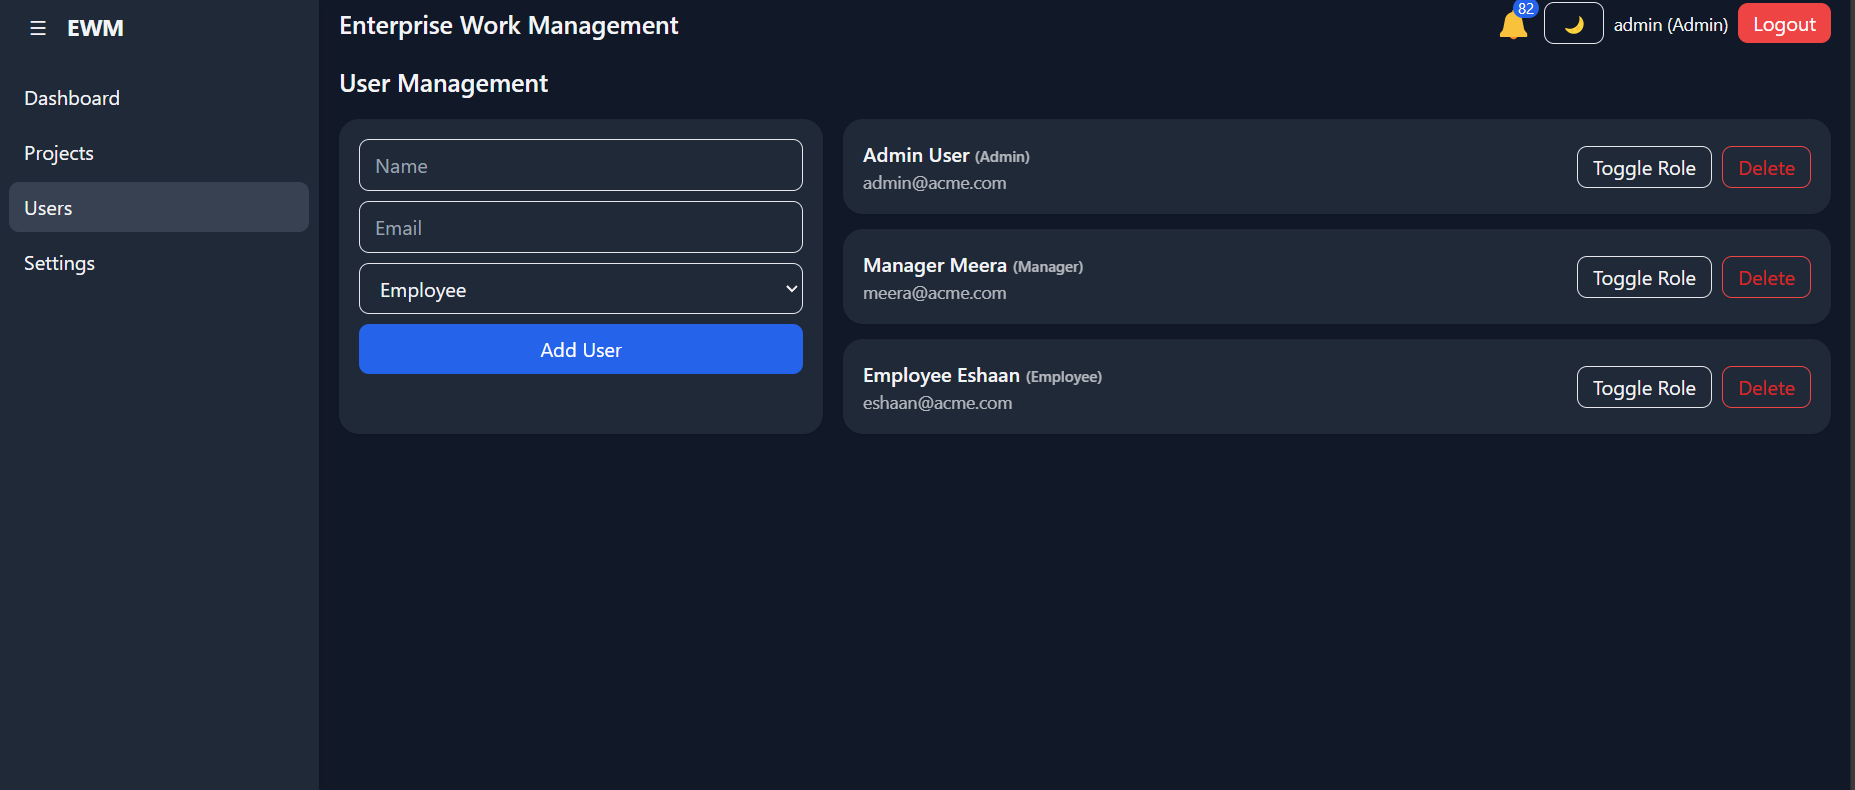 ☰ EWM
Dashboard
Projects
Users
Settings
Enterprise Work Management
82
admin (Admin)
Logout
User Management
Name
Email
Employee
Add User
Admin User (Admin)
admin@acme.com
Toggle Role
Delete
Manager Meera (Manager)
meera@acme.com
Toggle Role
Delete
Employee Eshaan (Employee)
eshaan@acme.com
Toggle Role
Delete